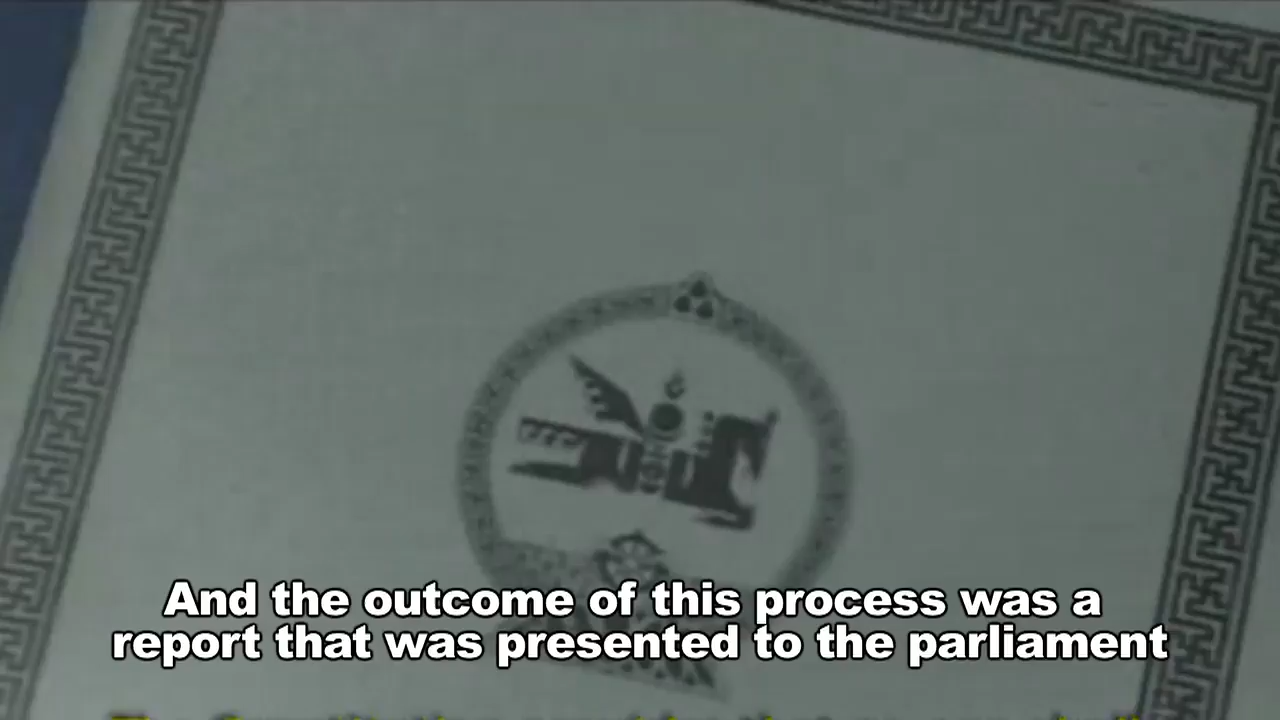 And the outcome of this process was a
report that was presented to the parliament